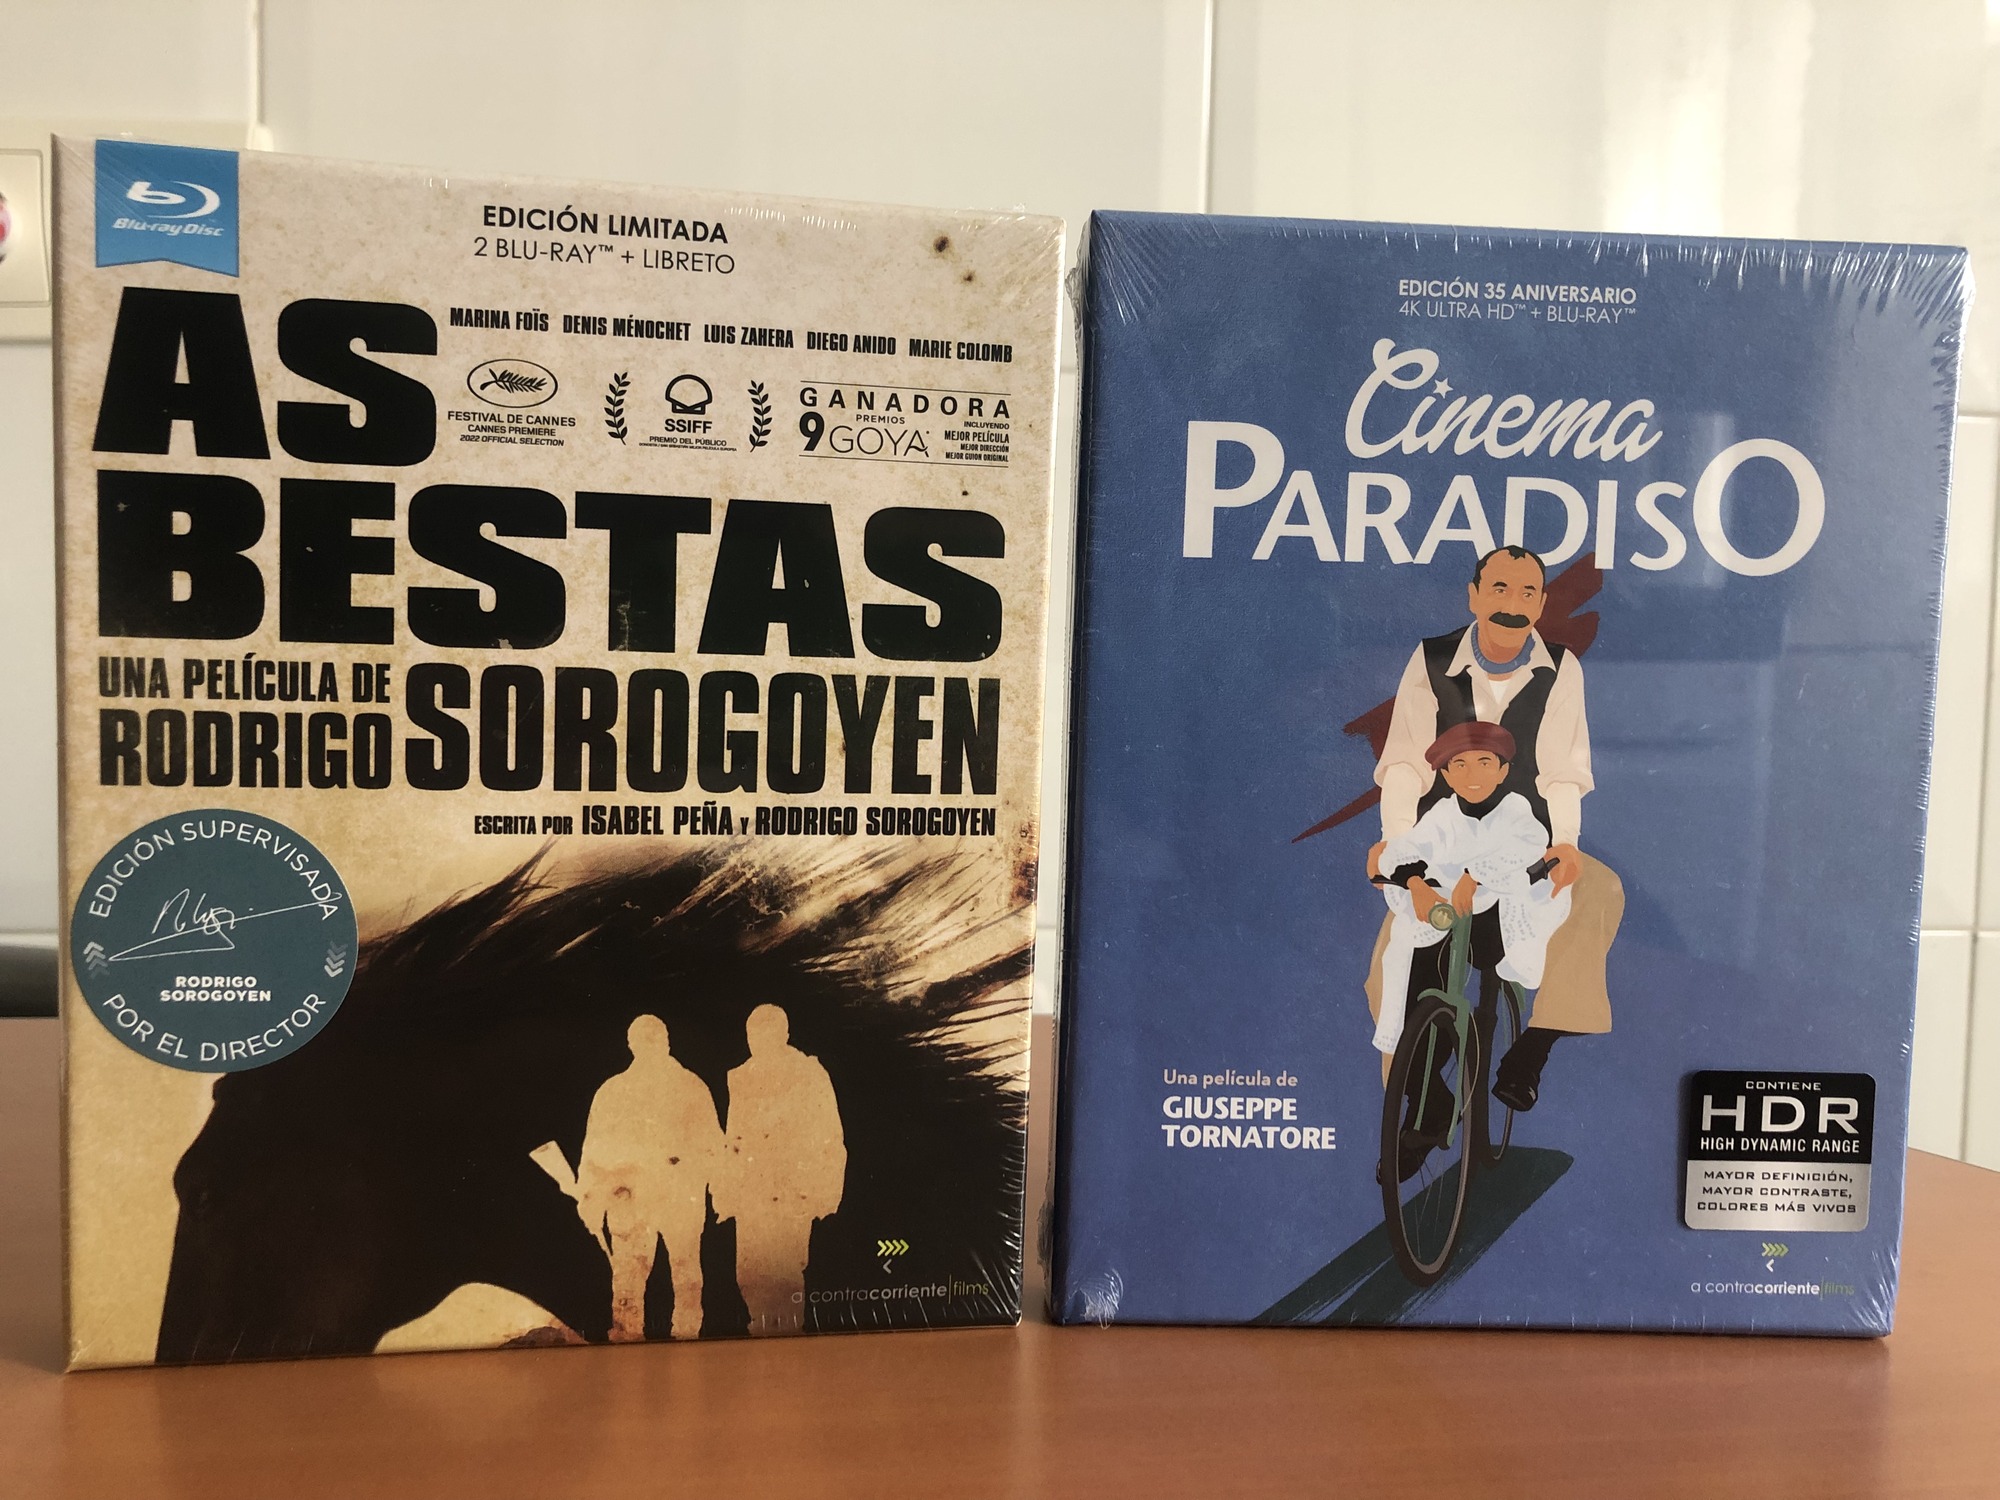 Blu-ray Disc
EDICIÓN LIMITADA
2 BLU-RAY™ + LIBRETO
AS
MARINA FOÏS DENIS MÉNOCHET LUIS ZAHERA DIEGO ANIDO MARIE COLOMB
FESTIVAL DE CANNES
CANNES PREMIERE
2022 OFFICIAL SELECTION
SSIFF
PREMIO DEL PÚBLICO
GANADORA
9 PREMIOS GOYA
INCLUYENDO
MEJOR PELÍCULA
MEJOR DIRECCIÓN
MEJOR GUION ORIGINAL
BESTAS
UNA PELÍCULA DE
RODRIGO SOROGOYEN
ESCRITA POR ISABEL PEÑA Y RODRIGO SOROGOYEN
EDICIÓN SUPERVISADA
RODRIGO
SOROGOYEN
POR EL DIRECTOR
a contracorriente films
EDICIÓN 35 ANIVERSARIO
4K ULTRA HD™ + BLU-RAY™
Cinema
PARADISO
Una película de
GIUSEPPE
TORNATORE
CONTIENE
HDR
HIGH DYNAMIC RANGE
MAYOR DEFINICIÓN,
MAYOR CONTRASTE,
COLORES MÁS VIVOS
a contracorriente films